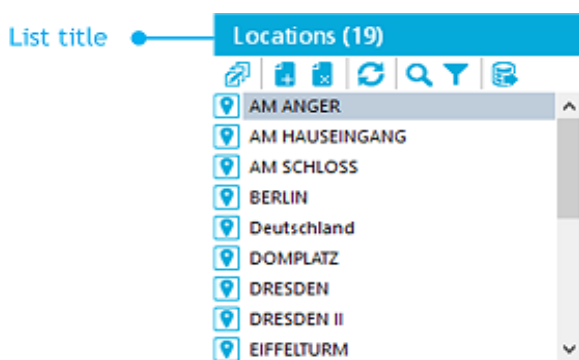 List title
Locations (19)
AM ANGER
AM HAUSEINGANG
AM SCHLOSS
BERLIN
Deutschland
DOMPLATZ
DRESDEN
DRESDEN II
EIFFELTURM